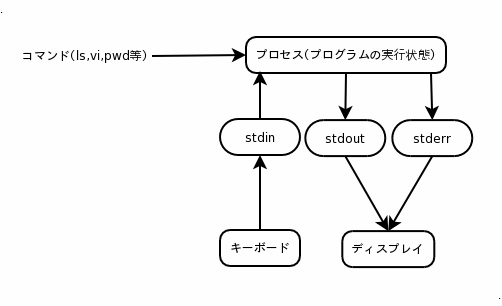 コマンド(ls,vi,pwd等)
プロセス(プログラムの実行状態)
stdin
stdout
stderr
キーボード
ディスプレイ